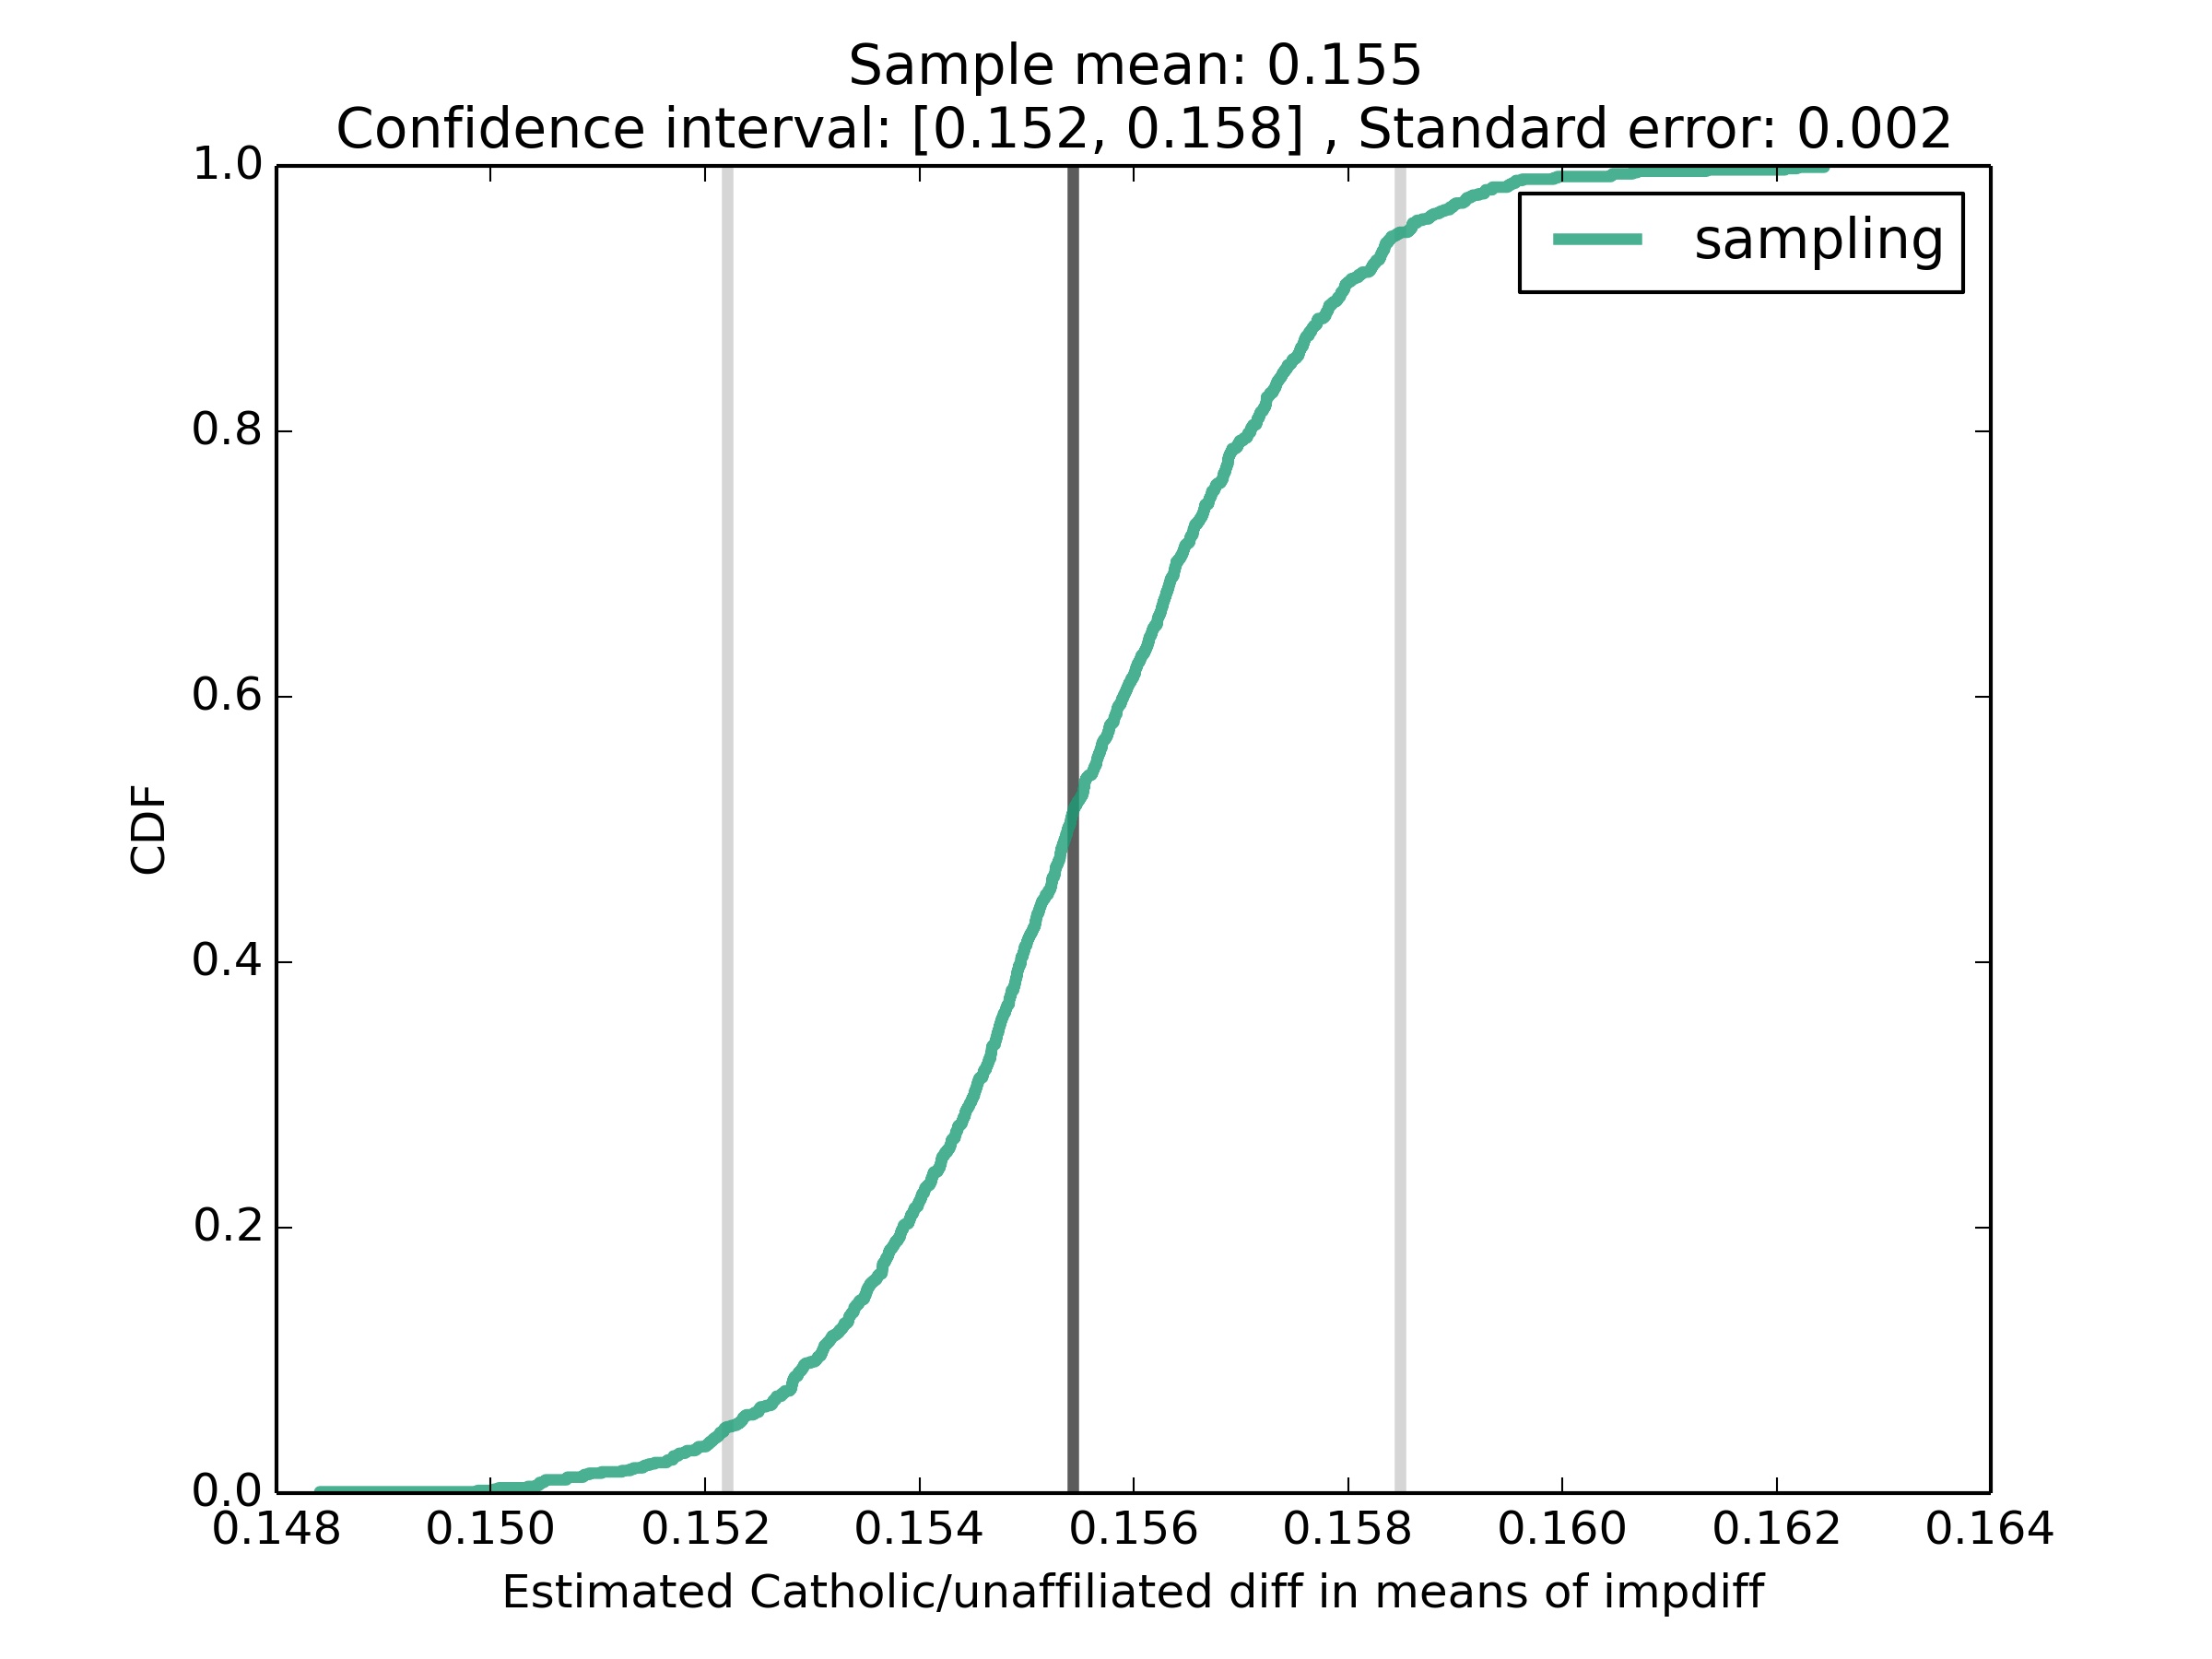 Sample mean: 0.155
Confidence interval: [0.152, 0.158] , Standard error: 0.002
1.0
sampling
0.8
0.6
CDF
0.4
0.2
0.0
0.148 0.150 0.152 0.154 0.156 0.158 0.160 0.162 0.164
Estimated Catholic/unaffiliated diff in means of impdiff